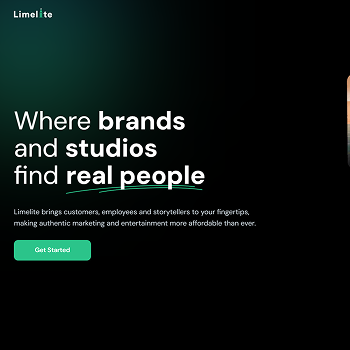 Limelite
Where brands
and studios
find real people
Limelite brings customers, employees and storytellers to your fingertips,
making authentic marketing and entertainment more affordable than ever.
Get Started